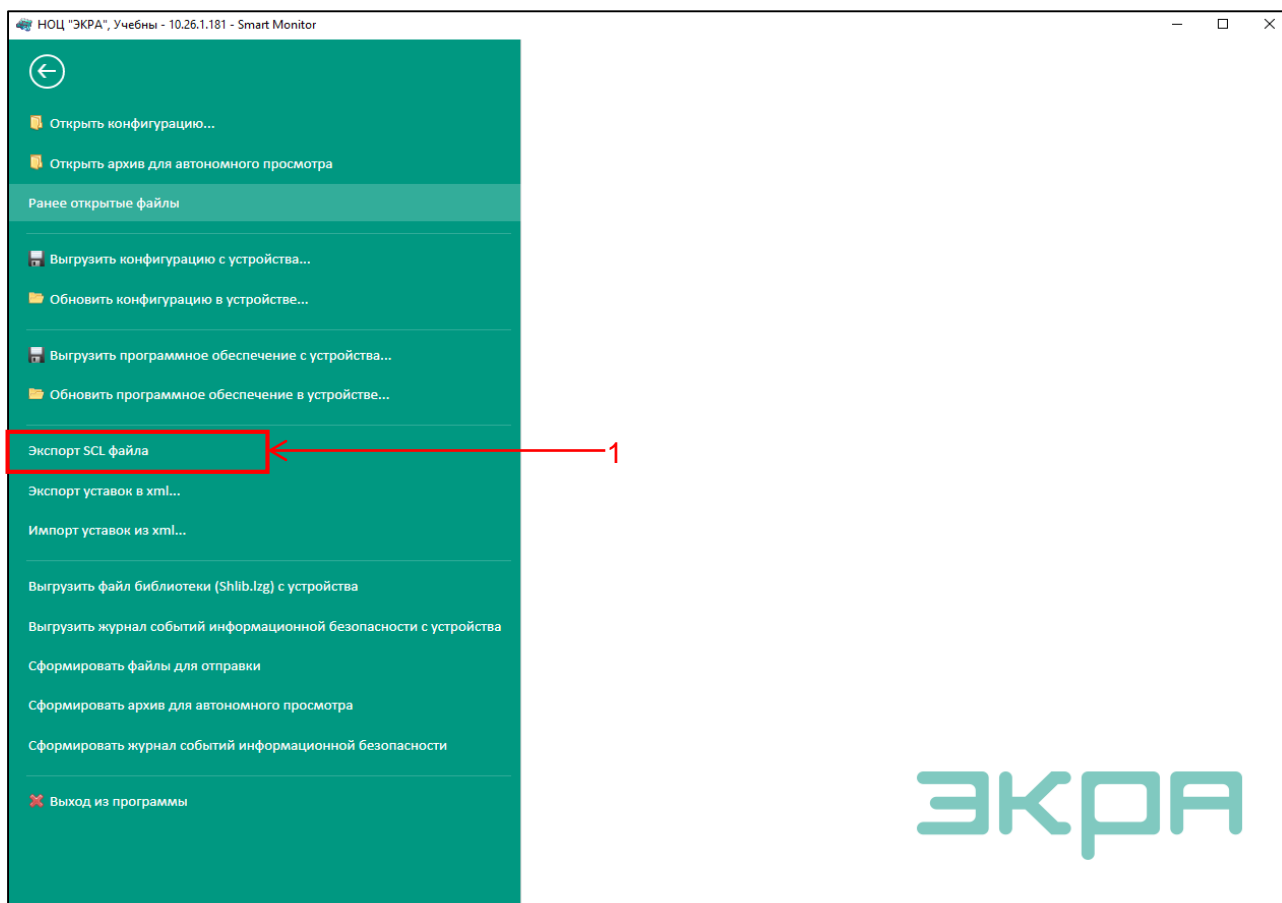 НОЦ "ЭКРА", Учебны - 10.26.1.181 - Smart Monitor
Открыть конфигурацию...
Открыть архив для автономного просмотра
Ранее открытые файлы
Выгрузить конфигурацию с устройства...
Обновить конфигурацию в устройстве...
Выгрузить программное обеспечение с устройства...
Обновить программное обеспечение в устройстве...
Экспорт SCL файла
1
Экспорт уставок в xml...
Импорт уставок из xml...
Выгрузить файл библиотеки (Shlib.lzg) с устройства
Выгрузить журнал событий информационной безопасности с устройства
Сформировать файлы для отправки
Сформировать архив для автономного просмотра
Сформировать журнал событий информационной безопасности
Выход из программы
ЭКРА